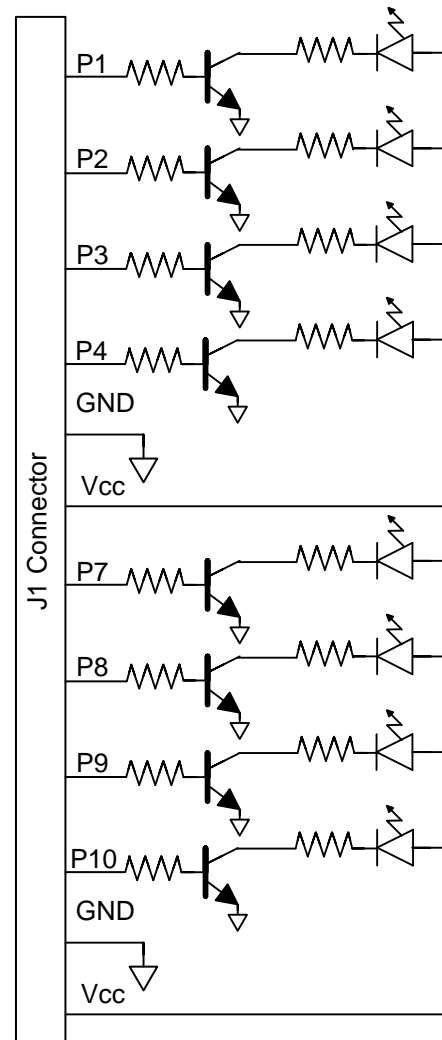 J1 Connector
P1
P2
P3
P4
GND
Vcc
P7
P8
P9
P10
GND
Vcc